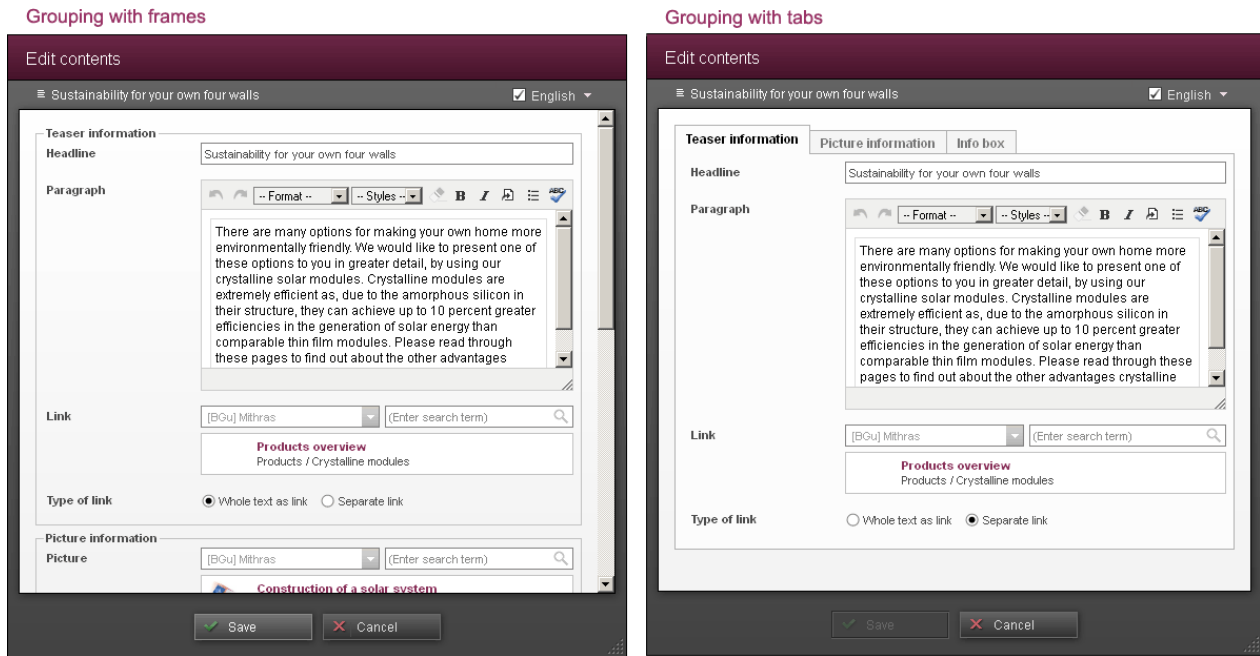 Grouping with frames
Edit contents
Sustainability for your own four walls
English
Teaser information
Headline
Sustainability for your own four walls
Paragraph
-- Format --
-- Styles --
B I
ABC
There are many options for making your own home more
environmentally friendly. We would like to present one of
these options to you in greater detail, by using our
crystalline solar modules. Crystalline modules are
extremely efficient as, due to the amorphous silicon in
their structure, they can achieve up to 10 percent greater
efficiencies in the generation of solar energy than
comparable thin film modules. Please read through
these pages to find out about the other advantages
Link
[BGu] Mithras
(Enter search term)
Products overview
Products / Crystalline modules
Type of link
Whole text as link
Separate link
Picture information
Picture
[BGu] Mithras
(Enter search term)
Construction of a solar system
Save
Cancel
Grouping with tabs
Edit contents
Sustainability for your own four walls
English
Teaser information
Picture information
Info box
Headline
Sustainability for your own four walls
Paragraph
-- Format --
-- Styles --
B I
ABC
There are many options for making your own home more
environmentally friendly. We would like to present one of
these options to you in greater detail, by using our
crystalline solar modules. Crystalline modules are
extremely efficient as, due to the amorphous silicon in
their structure, they can achieve up to 10 percent greater
efficiencies in the generation of solar energy than
comparable thin film modules. Please read through these
pages to find out about the other advantages crystalline
Link
[BGu] Mithras
(Enter search term)
Products overview
Products / Crystalline modules
Type of link
Whole text as link
Separate link
Save
Cancel